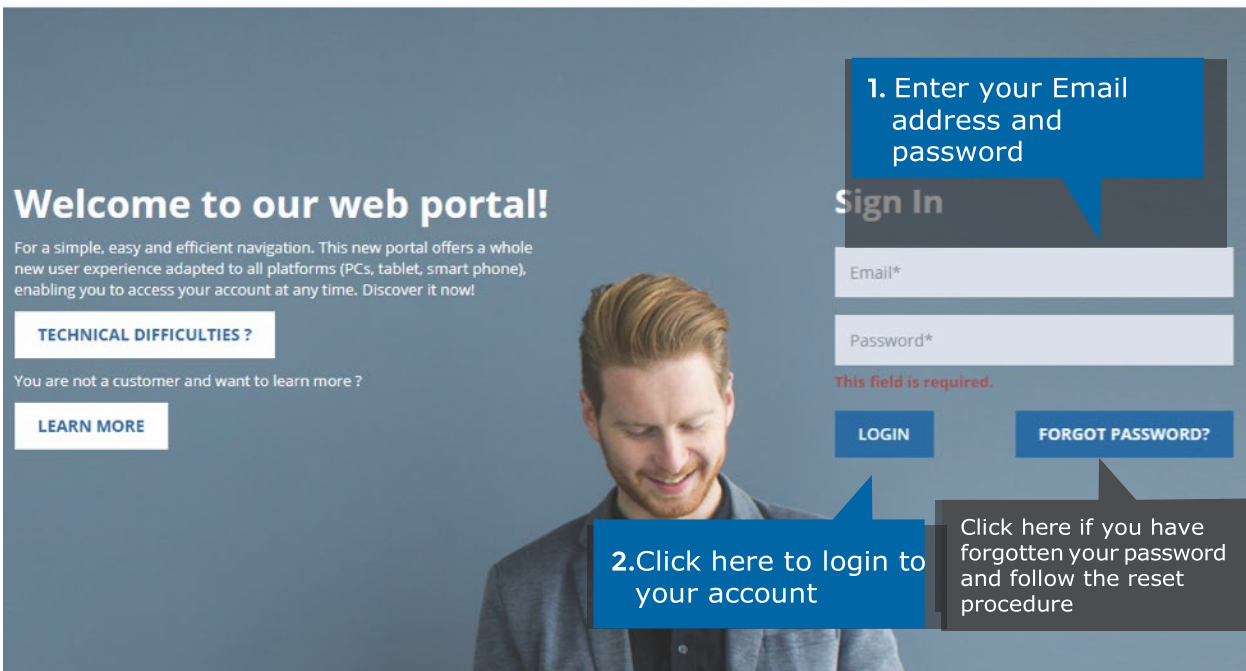 1. Enter your Email
address and
password
Welcome to our web portal!
For a simple, easy and efficient navigation. This new portal offers a whole
new user experience adapted to all platforms (PCs, tablet, smart phone),
enabling you to access your account at any time. Discover it now!
TECHNICAL DIFFICULTIES ?
You are not a customer and want to learn more ?
LEARN MORE
Sign In
Email*
Password*
This field is required.
LOGIN
FORGOT PASSWORD?
2.Click here to login to
your account
Click here if you have
forgotten your password
and follow the reset
procedure